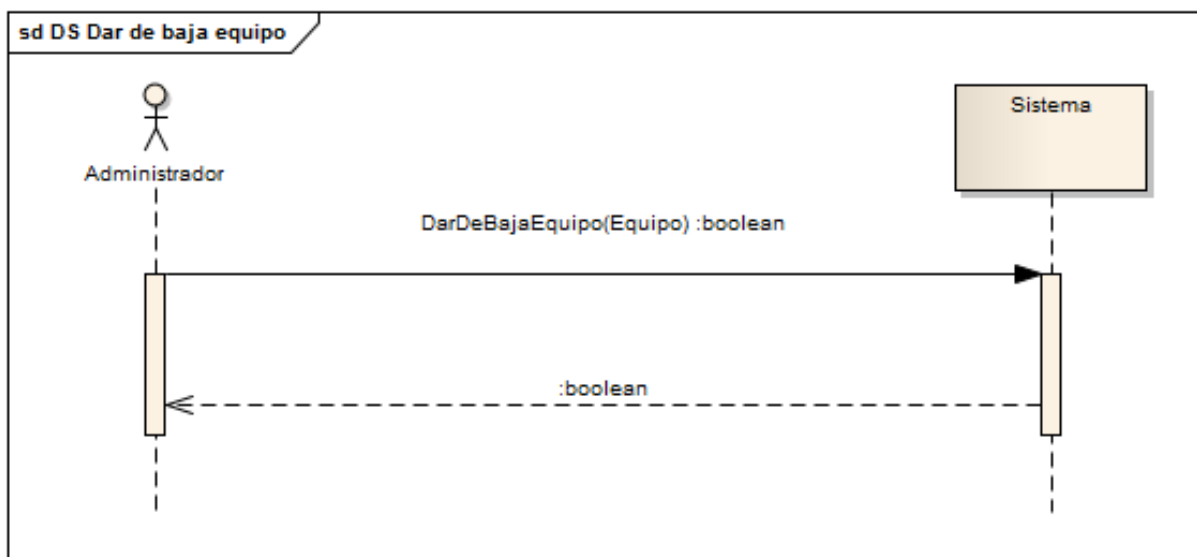 sd DS Dar de baja equipo
Administrador
Sistema
DarDeBajaEquipo(Equipo) :boolean
:boolean